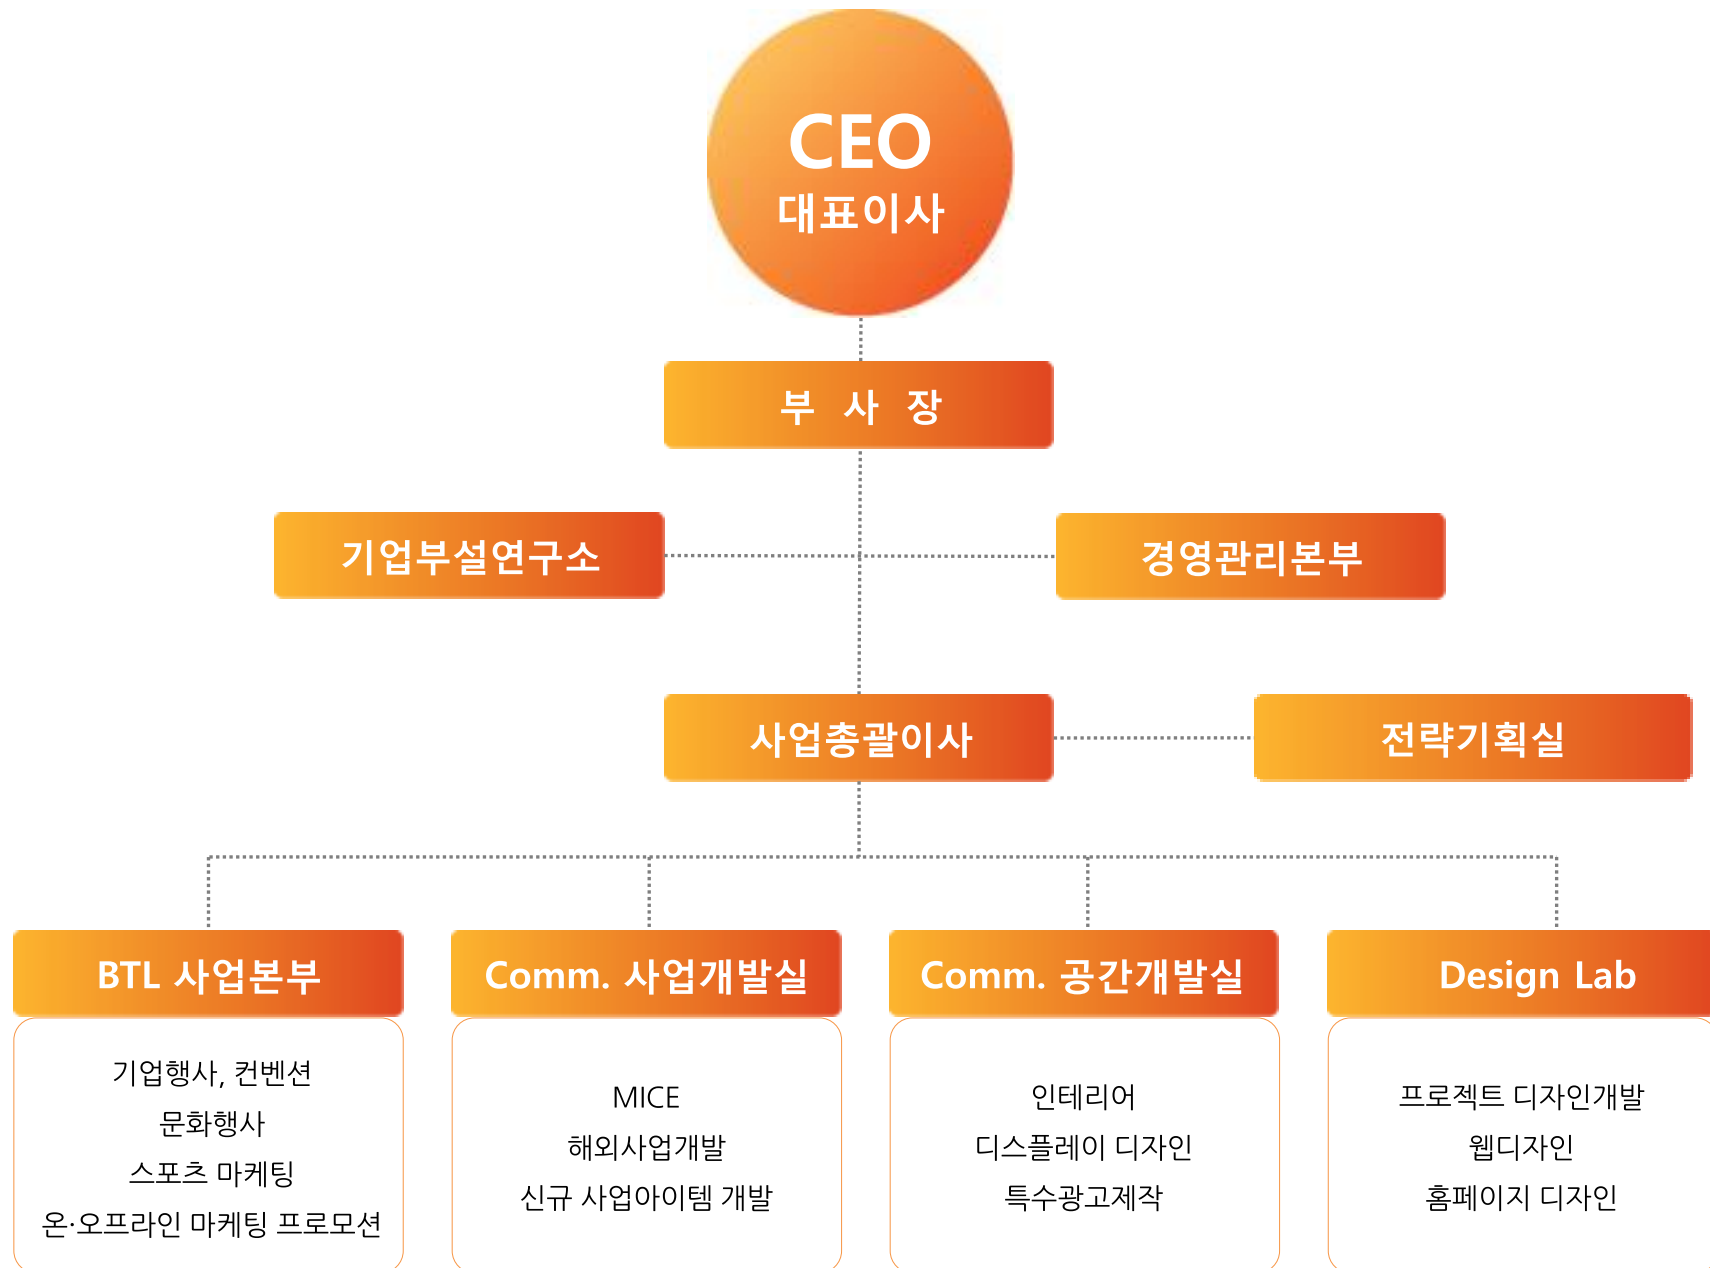 CEO
대표이사
부 사 장
기업부설연구소
경영관리본부
사업총괄이사
전략기획실
BTL 사업본부
기업행사, 컨벤션
문화행사
스포츠 마케팅
온·오프라인 마케팅 프로모션
Comm. 사업개발실
MICE
해외사업개발
신규 사업아이템 개발
Comm. 공간개발실
인테리어
디스플레이 디자인
특수광고제작
Design Lab
프로젝트 디자인개발
웹디자인
홈페이지 디자인